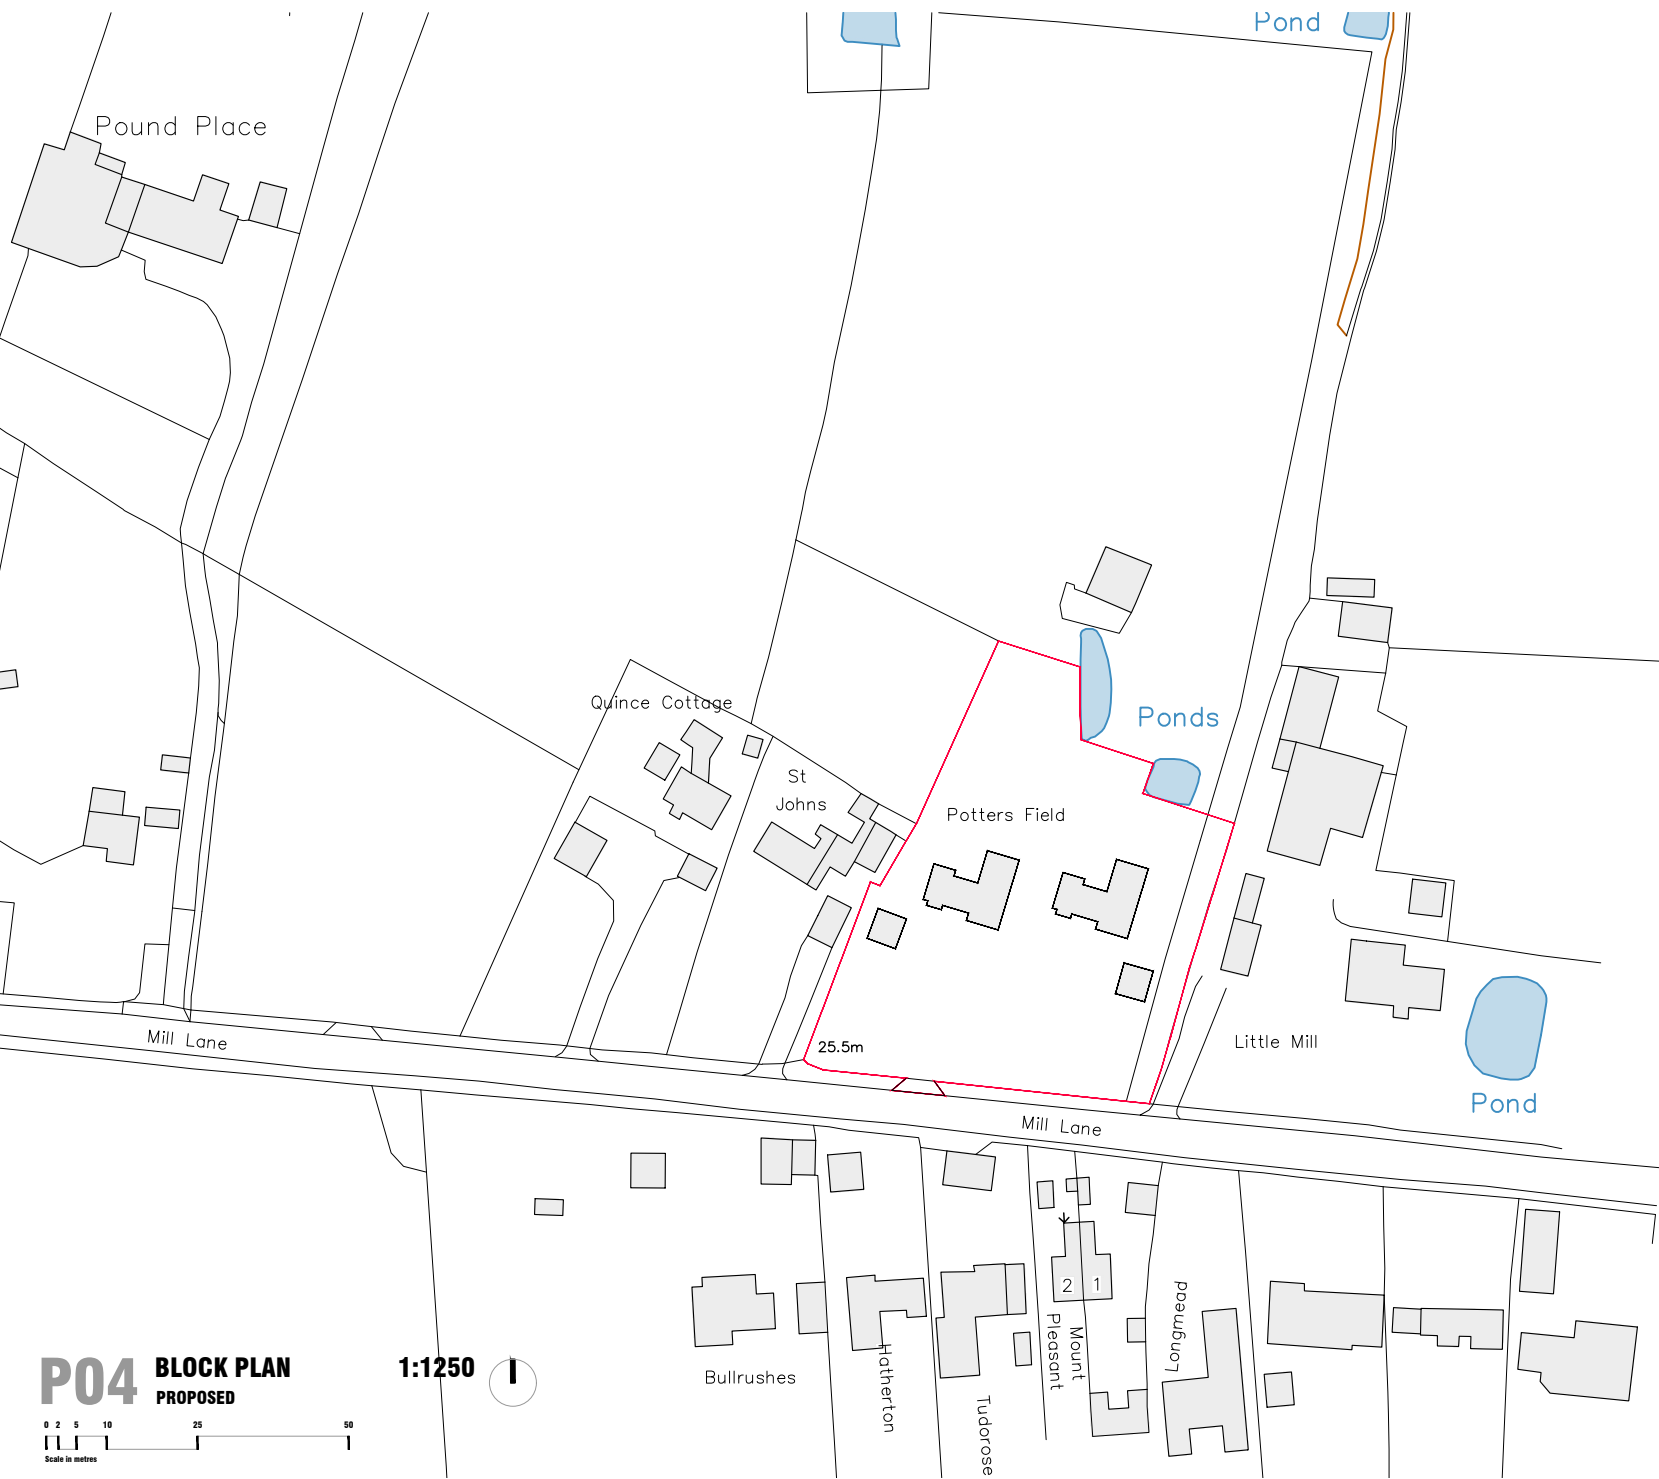 Pond
Pound Place
Quince Cottage
Ponds
St
Johns
Potters Field
Mill Lane
25.5m
Little Mill
Pond
Mill Lane
2 1
Mount
Pleasant
Longmead
Bullrushes
Hatherton
Tudorose
P04 BLOCK PLAN 1:1250
PROPOSED
0 2 5 10 25 50
Scale in metres